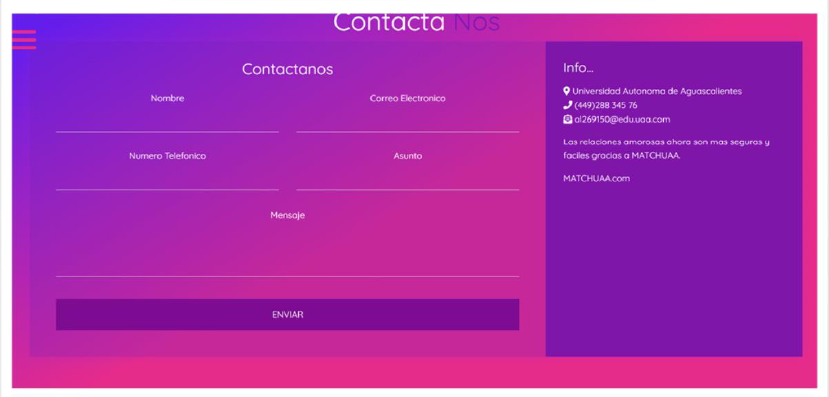 Contacta Nos
Contactanos
Nombre
Correo Electronico
Numero Telefonico
Asunto
Mensaje
ENVIAR
Info...
Universidad Autonoma de Aguascalientes
(449)288 345 76
al269150@edu.uaa.com
Las relaciones amorosas ahora son mas seguras y
faciles gracias a MATCHUAA.
MATCHUAA.com